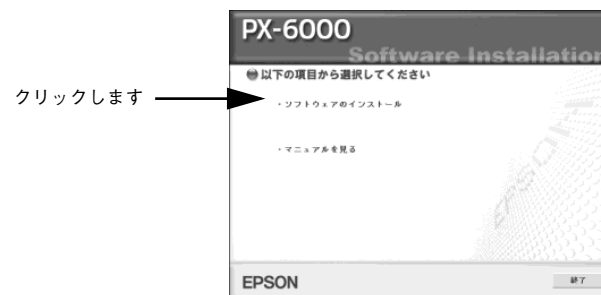 PX-6000
Software Installation
以下の項目から選択してください
クリックします
・ソフトウェアのインストール
・マニュアルを見る
EPSON
EPSON
終了